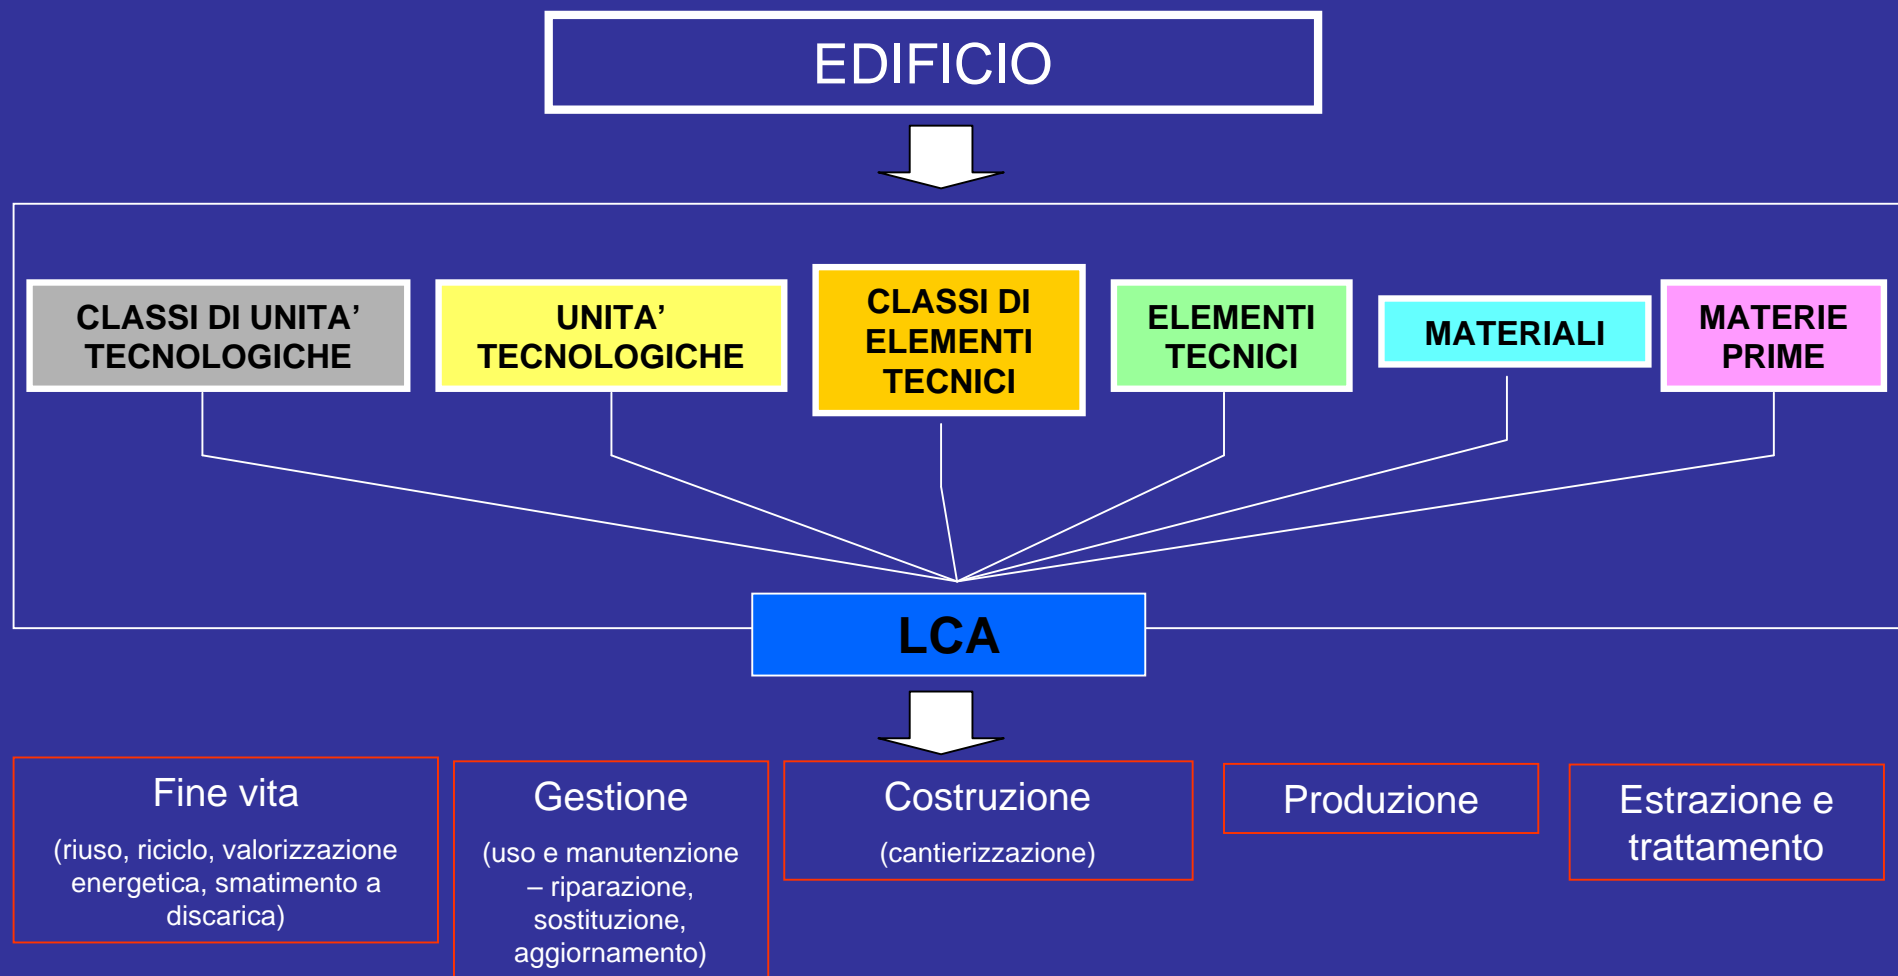 EDIFICIO
CLASSI DI UNITA’
TECNOLOGICHE
UNITA’
TECNOLOGICHE
CLASSI DI
ELEMENTI
TECNICI
ELEMENTI
TECNICI
MATERIALI
MATERIE
PRIME
LCA
Fine vita
(riuso, riciclo, valorizzazione
energetica, smatimento a
discarica)
Gestione
(uso e manutenzione
– riparazione,
sostituzione,
aggiornamento)
Costruzione
(cantierizzazione)
Produzione
Estrazione e
trattamento